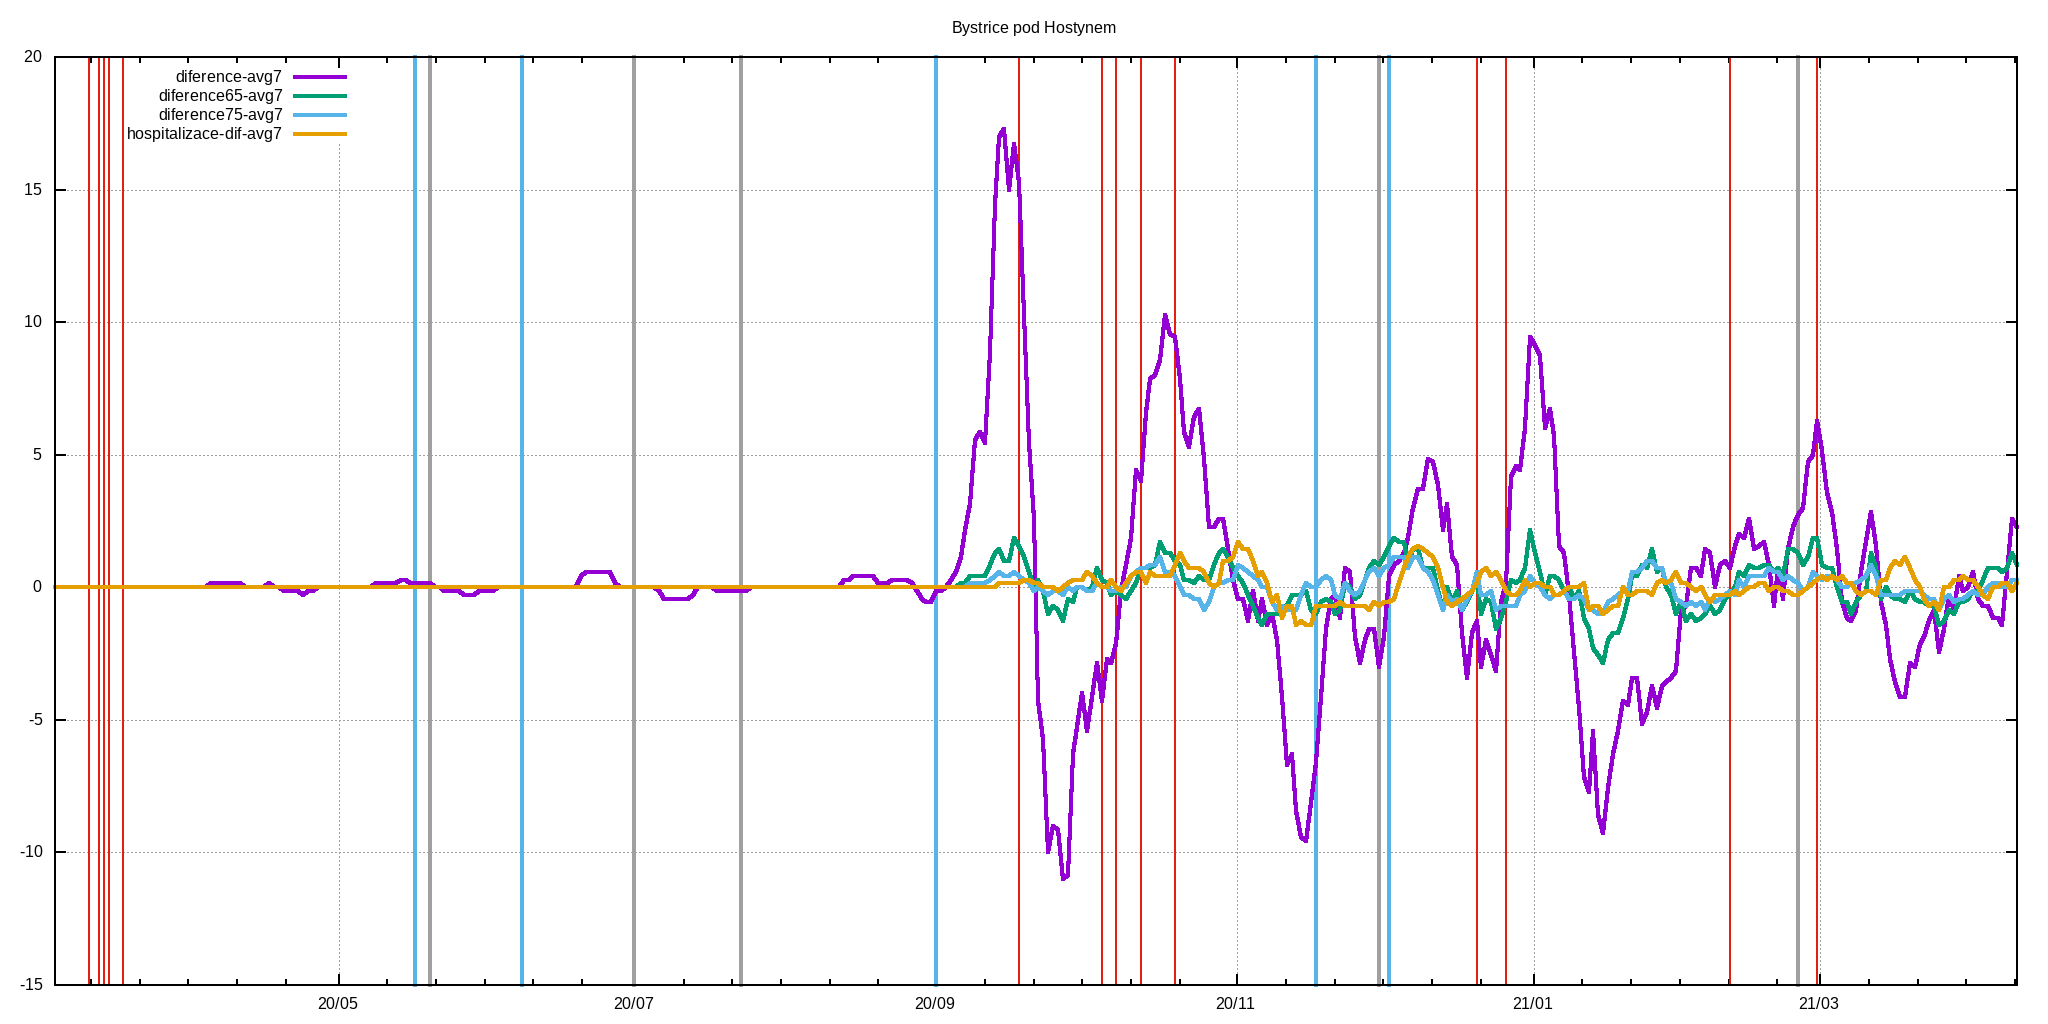 Bystrice pod Hostynem
diference-avg7
diference65-avg7
diference75-avg7
hospitalizace-dif-avg7
20
15
10
5
0
-5
-10
-15
20/05 20/07 20/09 20/11 21/01 21/03